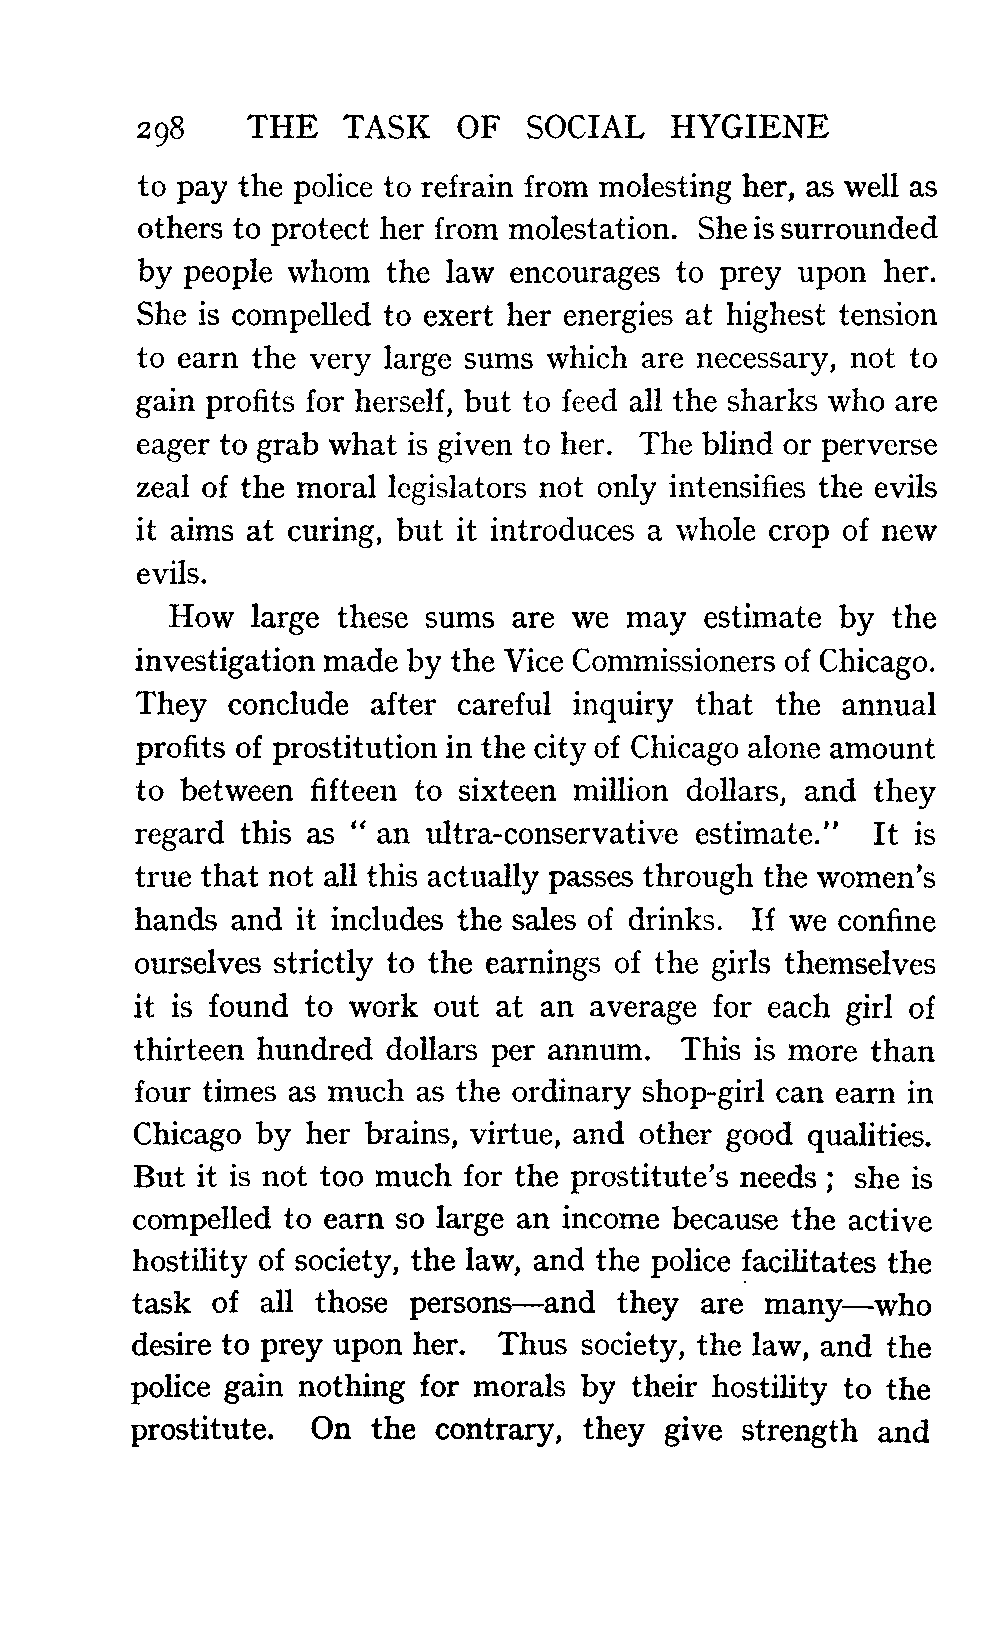 298 THE TASK OF SOCIAL HYGIENE
to pay the police to refrain from molesting her, as well as
others to protect her from molestation. She is surrounded
by people whom the law encourages to prey upon her.
She is compelled to exert her energies at highest tension
to earn the very large sums which are necessary, not to
gain profits for herself, but to feed all the sharks who are
eager to grab what is given to her. The blind or perverse
zeal of the moral legislators not only intensifies the evils
it aims at curing, but it introduces a whole crop of new
evils.
How large these sums are we may estimate by the
investigation made by the Vice Commissioners of Chicago.
They conclude after careful inquiry that the annual
profits of prostitution in the city of Chicago alone amount
to between fifteen to sixteen million dollars, and they
regard this as " an ultra-conservative estimate." It is
true that not all this actually passes through the women's
hands and it includes the sales of drinks. If we confine
ourselves strictly to the earnings of the girls themselves
it is found to work out at an average for each girl of
thirteen hundred dollars per annum. This is more than
four times as much as the ordinary shop-girl can earn in
Chicago by her brains, virtue, and other good qualities.
But it is not too much for the prostitute's needs ; she is
compelled to earn so large an income because the active
hostility of society, the law, and the police facilitates the
task of all those persons—and they are many—who
desire to prey upon her. Thus society, the law, and the
police gain nothing for morals by their hostility to the
prostitute. On the contrary, they give strength and